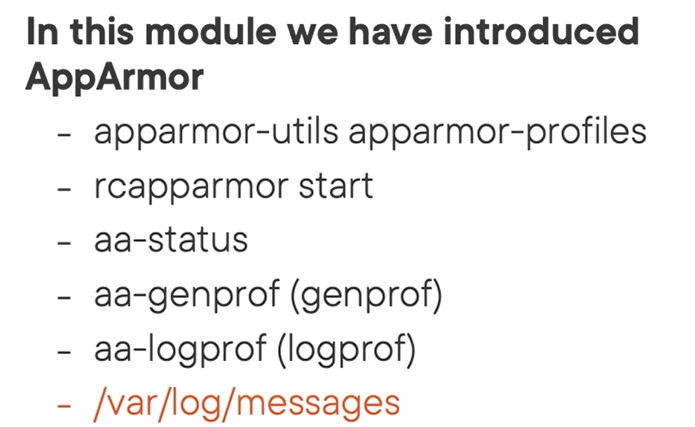 In this module we have introduced
AppArmor
- apparmor-utils apparmor-profiles
- rcapparmor start
- aa-status
- aa-genprof (genprof)
- aa-logprof (logprof)
- /var/log/messages